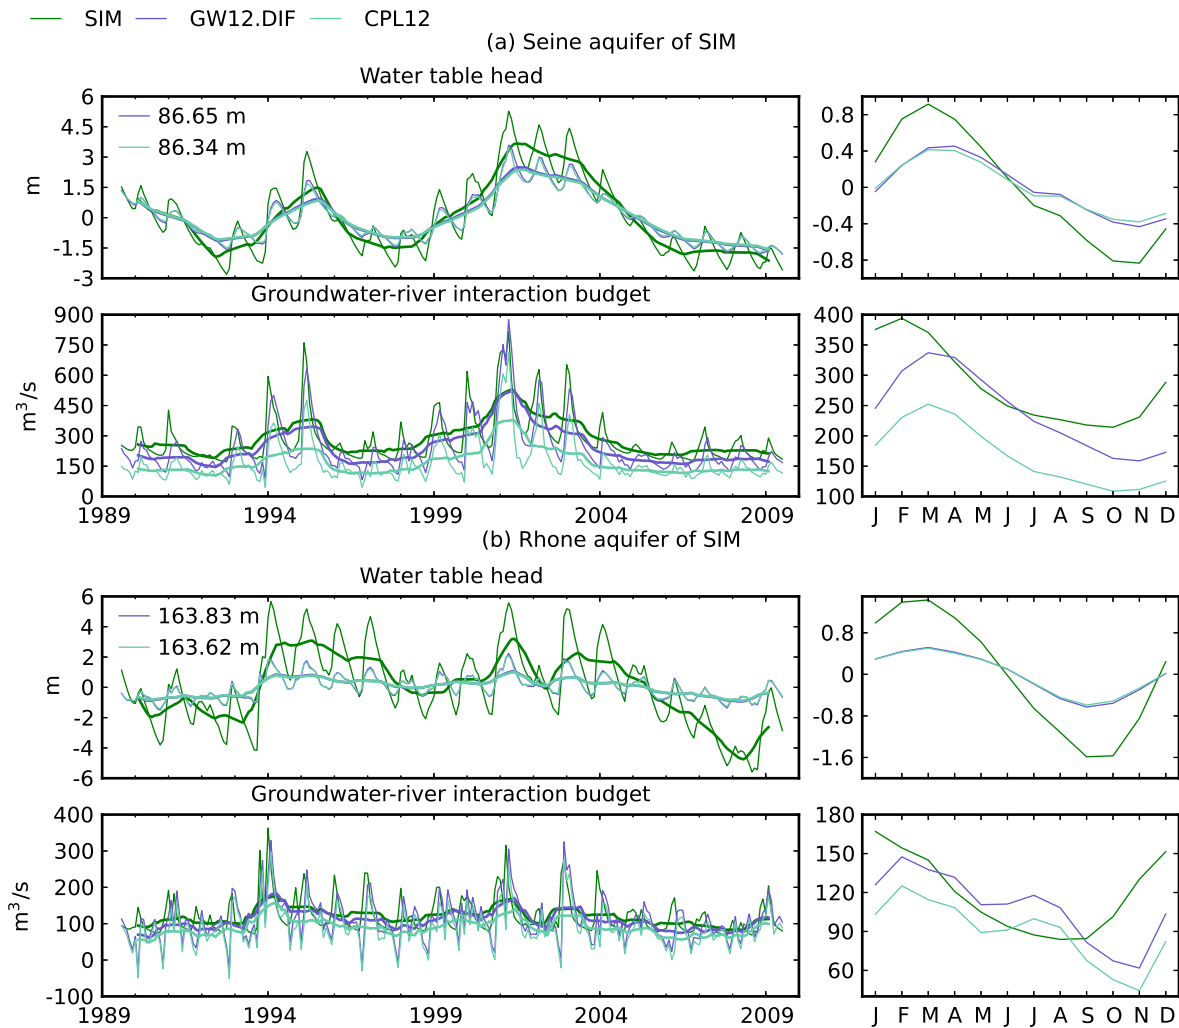 SIM GW12.DIF CPL12
(a) Seine aquifer of SIM
Water table head
6
4.5
3
1.5
0
-1.5
-3
m
86.65 m
86.34 m
0.8
0.4
0
-0.4
-0.8
Groundwater-river interaction budget
900
750
600
450
300
150
0
m³/s
1989 1994 1999 2004 2009
400
350
300
250
200
150
100
J F M A M J J A S O N D
(b) Rhone aquifer of SIM
Water table head
6
4
2
0
-2
-4
-6
m
163.83 m
163.62 m
0.8
0
-0.8
-1.6
Groundwater-river interaction budget
400
300
200
100
0
-100
m³/s
1989 1994 1999 2004 2009
180
150
120
90
60
J F M A M J J A S O N D